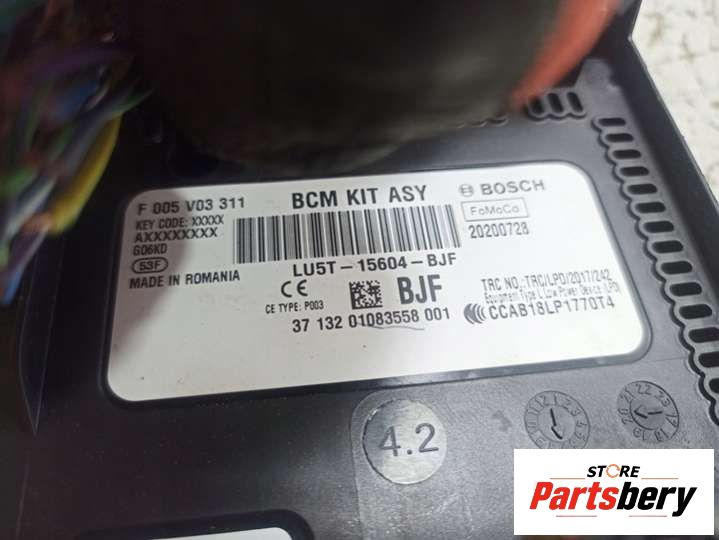 F 005 V03 311
BCM KIT ASY
BOSCH
KEY CODE: XXXXX
AXXXXXXXX
G06KD
53F
MADE IN ROMANIA
FoMoCo
20200728
LU5T-15604-BJF
CE
CE TYPE: P003
BJF
37 132 01083558 001
TRC NO.: TRC/LPD/2017/242
Equipment Type: L( Low Power Device (LPD)
CCAB18LP1770T4
4.2
STORE
Partsbery